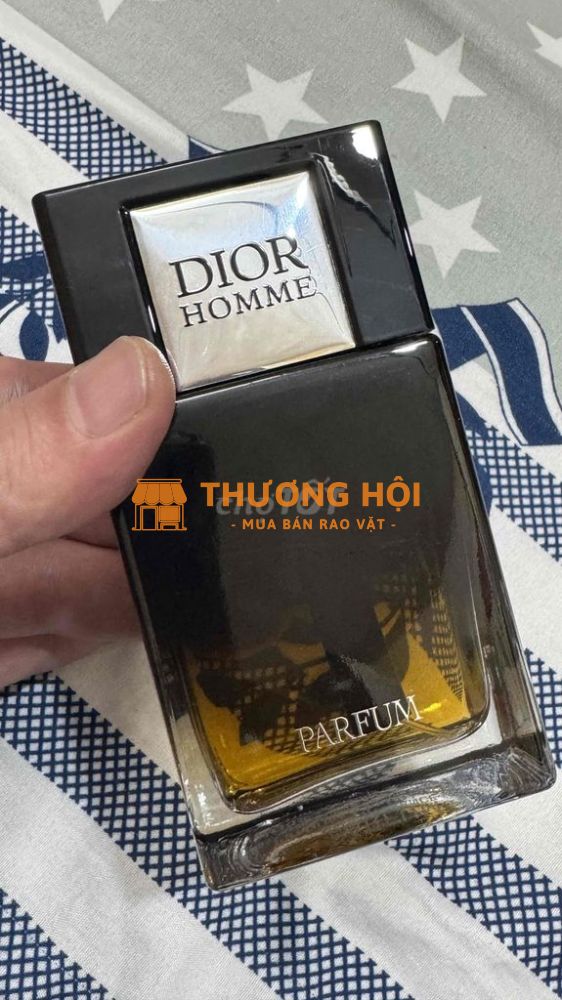 DIOR
HOMME
THƯƠNG HỘI
- MUA BÁN RAO VẶT -
PARFUM